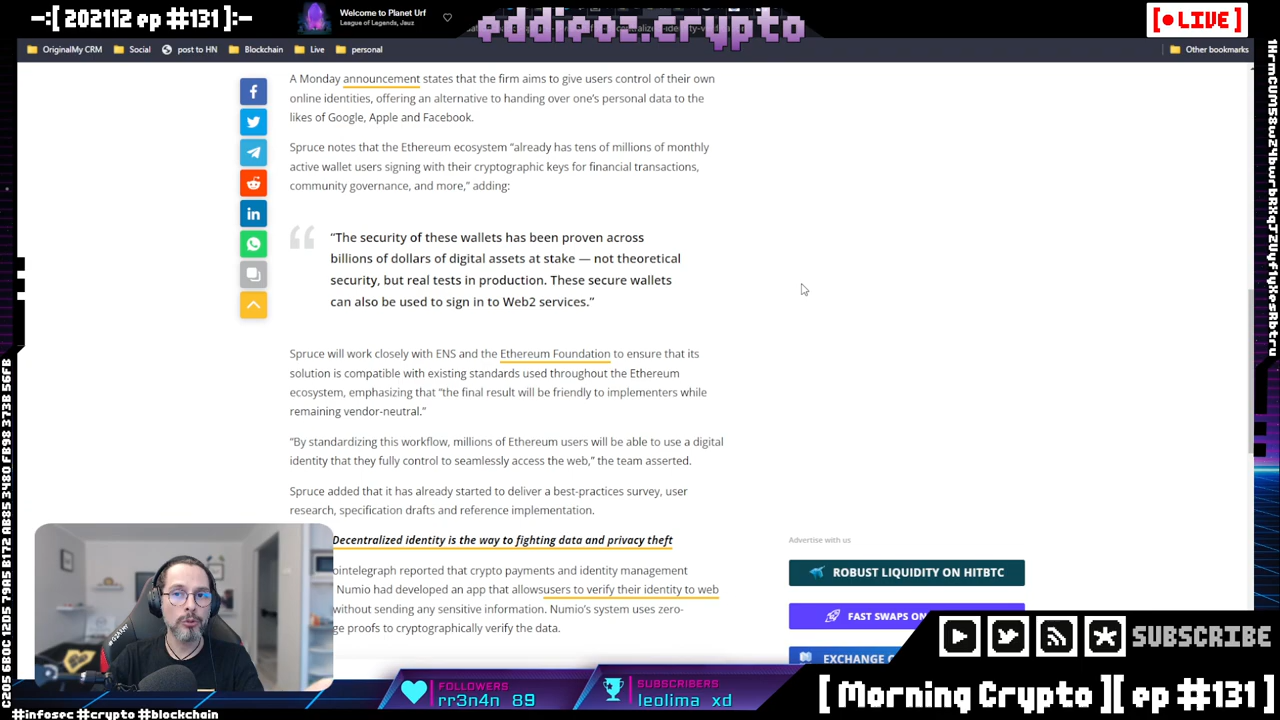 -:[ 202112 ep #131 ]:-
Welcome to Planet Urf
League of Legends, Jauz
eddieoz.crypto
[ • LIVE ]
OriginalMy CRM
Social
post to HN
Blockchain
Live
personal
Other bookmarks
A Monday announcement states that the firm aims to give users control of their own
online identities, offering an alternative to handing over one's personal data to the
likes of Google, Apple and Facebook.
Spruce notes that the Ethereum ecosystem “already has tens of millions of monthly
active wallet users signing with their cryptographic keys for financial transactions,
community governance, and more,” adding:
“The security of these wallets has been proven across
billions of dollars of digital assets at stake — not theoretical
security, but real tests in production. These secure wallets
can also be used to sign in to Web2 services.”
Spruce will work closely with ENS and the Ethereum Foundation to ensure that its
solution is compatible with existing standards used throughout the Ethereum
ecosystem, emphasizing that “the final result will be friendly to implementers while
remaining vendor-neutral.”
“By standardizing this workflow, millions of Ethereum users will be able to use a digital
identity that they fully control to seamlessly access the web,” the team asserted.
Spruce added that it has already started to deliver a best-practices survey, user
research, specification drafts and reference implementation.
Decentralized identity is the way to fighting data and privacy theft
ointelegraph reported that crypto payments and identity management
Numio had developed an app that allowsusers to verify their identity to web
without sending any sensitive information. Numio's system uses zero-
ge proofs to cryptographically verify the data.
Advertise with us
ROBUST LIQUIDITY ON HITBTC
FAST SWAPS ON
EXCHANGE
SUBSCRIBE
FOLLOWERS
rr3n4n_89
SUBSCRIBERS
leolima_xd
[ Morning Crypto ][ ep #131 ]
#infosec #crypto #blockchain